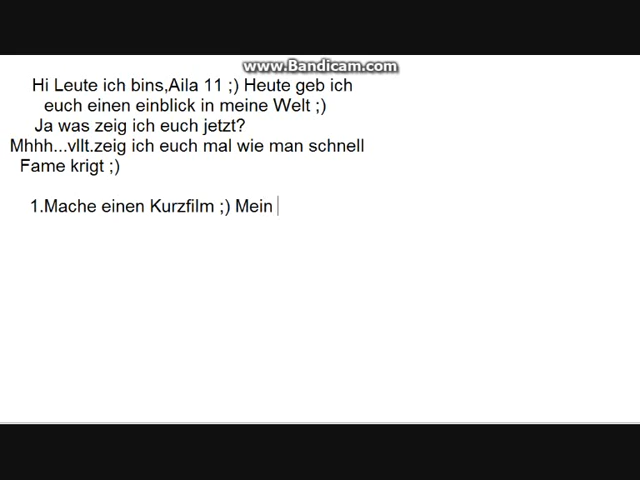 www.Bandicam.com
Hi Leute ich bins,Aila 11 ;) Heute geb ich
euch einen einblick in meine Welt ;)
Ja was zeig ich euch jetzt?
Mhhh...vllt.zeig ich euch mal wie man schnell
Fame krigt ;)
1.Mache einen Kurzfilm ;) Mein